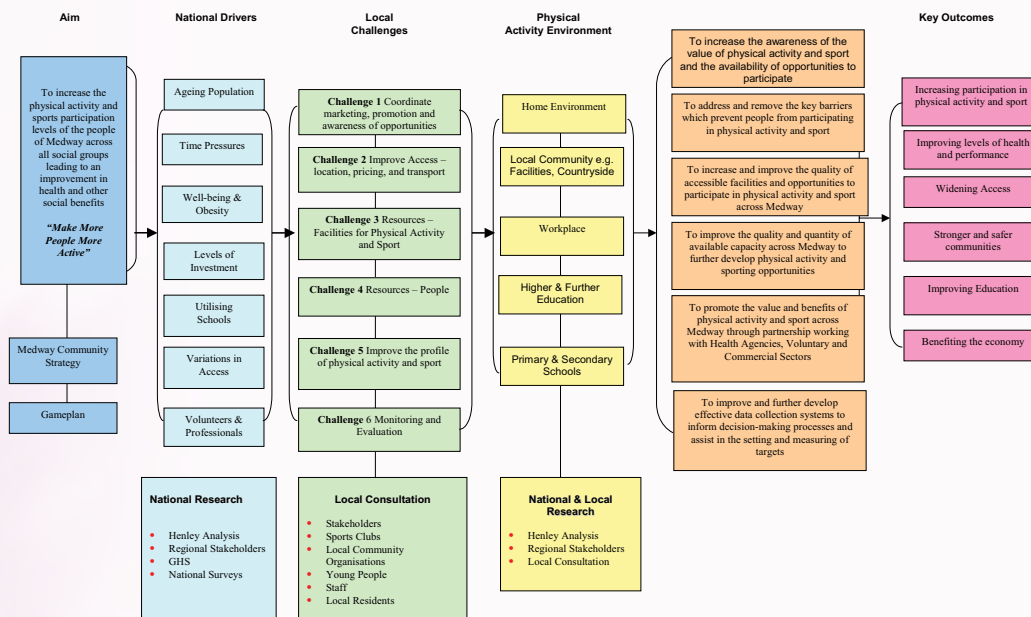 Aim
National Drivers
Local
Challenges
Physical
Activity Environment
Key Outcomes
To increase the
physical activity and
sports participation
levels of the people
of Medway across
all social groups
leading to an
improvement in
health and other
social benefits
“Make More
People More
Active”
Medway Community
Strategy
Gameplan
Ageing Population
Time Pressures
Well-being &
Obesity
Levels of
Investment
Utilising
Schools
Variations in
Access
Volunteers &
Professionals
National Research
• Henley Analysis
• Regional Stakeholders
• GHS
• National Surveys
Challenge 1 Coordinate
marketing, promotion and
awareness of opportunities
Challenge 2 Improve Access –
location, pricing, and transport
Challenge 3 Resources –
Facilities for Physical Activity
and Sport
Challenge 4 Resources – People
Challenge 5 Improve the profile
of physical activity and sport
Challenge 6 Monitoring and
Evaluation
Local Consultation
• Stakeholders
• Sports Clubs
• Local Community
Organisations
• Young People
• Staff
• Local Residents
Home Environment
Local Community e.g.
Facilities, Countryside
Workplace
Higher & Further
Education
Primary & Secondary
Schools
National & Local
Research
• Henley Analysis
• Regional Stakeholders
• Local Consultation
To increase the awareness of the
value of physical activity and sport
and the availability of opportunities to
participate
To address and remove the key barriers
which prevent people from participating
in physical activity and sport
To increase and improve the quality of
accessible facilities and opportunities to
participate in physical activity and sport
across Medway
To improve the quality and quantity of
available capacity across Medway to
further develop physical activity and
sporting opportunities
To promote the value and benefits of
physical activity and sport across
Medway through partnership working
with Health Agencies, Voluntary and
Commercial Sectors
To improve and further develop
effective data collection systems to
inform decision-making processes and
assist in the setting and measuring of
targets
Increasing participation in
physical activity and sport
Improving levels of health
and performance
Widening Access
Stronger and safer
communities
Improving Education
Benefiting the economy